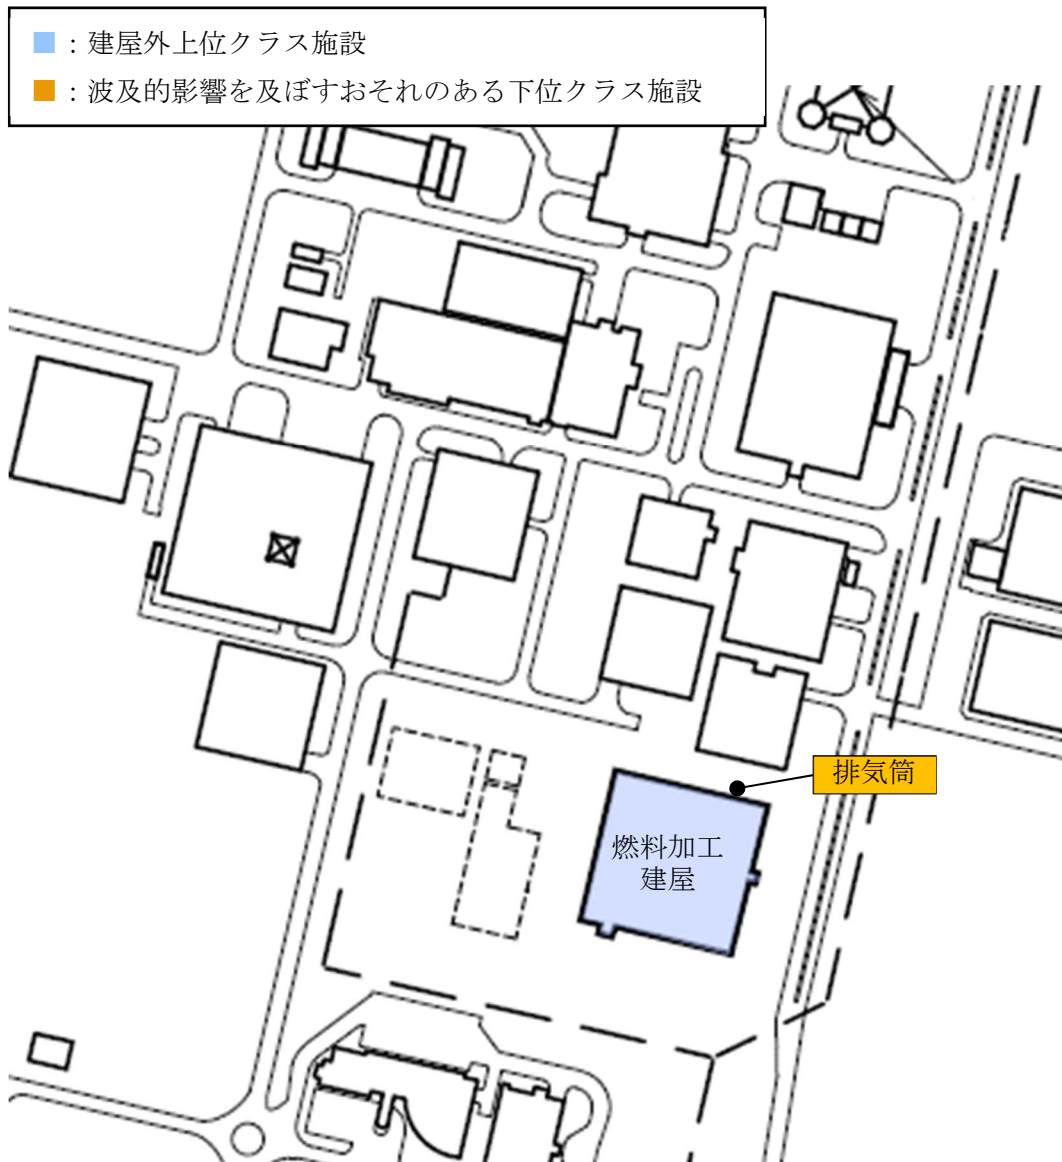 ：建屋外上位クラス施設
：波及的影響を及ぼすおそれのある下位クラス施設
排気筒
燃料加工
建屋